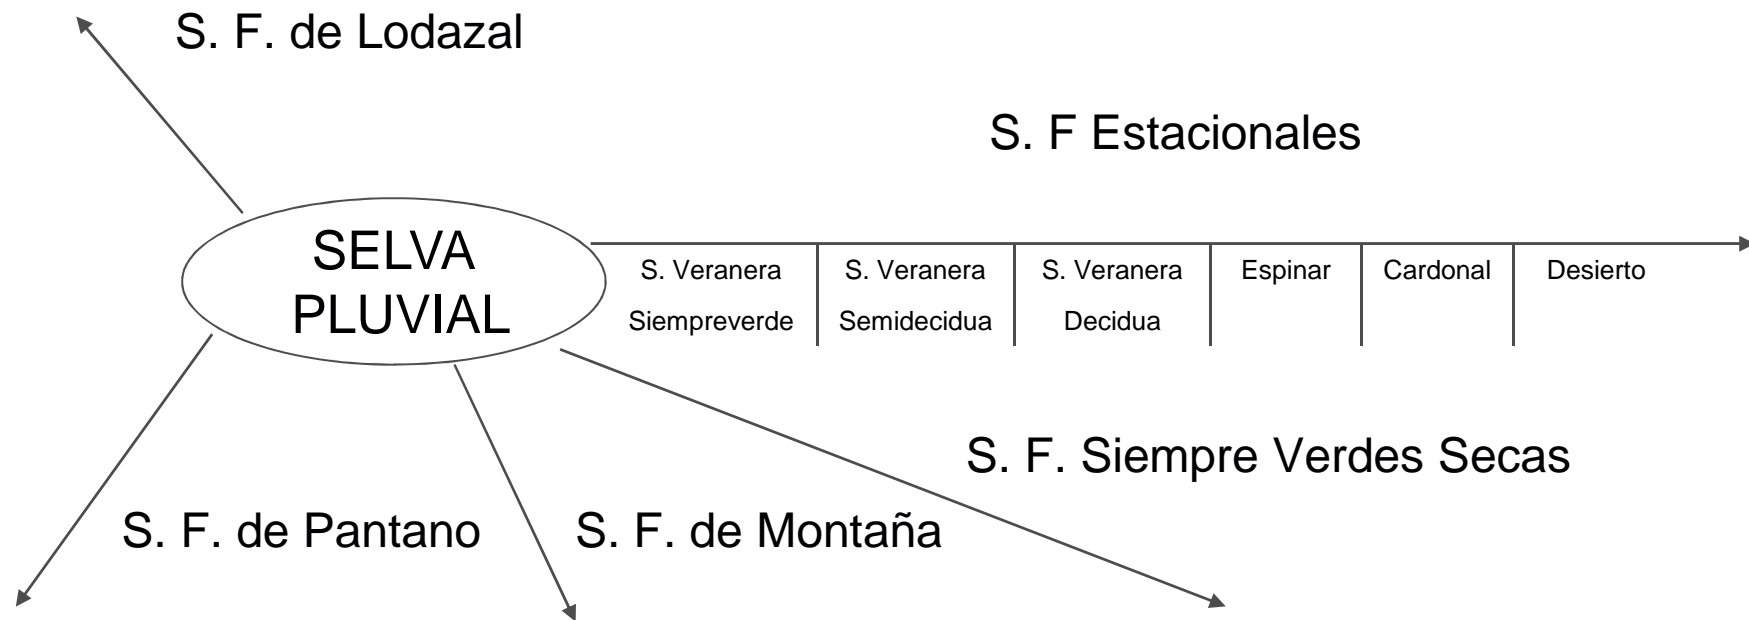 S. F. de Lodazal
S. F Estacionales
SELVA
PLUVIAL
S. Veranera
Siempreverde
S. Veranera
Semidecidua
S. Veranera
Decidua
Espinar
Cardonal
Desierto
S. F. Siempre Verdes Secas
S. F. de Pantano
S. F. de Montaña